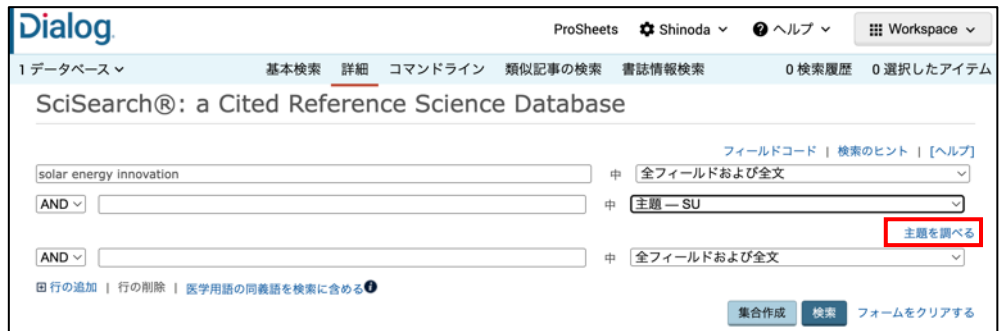 Dialog.
ProSheets Shinoda ヘルプ Workspace
1 データベース 基本検索 詳細 コマンドライン 類似記事の検索 書誌情報検索 0 検索履歴 0 選択したアイテム
SciSearch®: a Cited Reference Science Database
フィールドコード | 検索のヒント | [ヘルプ]
solar energy innovation 中 全フィールドおよび全文
AND 中 主題 — SU
主題を調べる
AND 中 全フィールドおよび全文
行の追加 | 行の削除 | 医学用語の同義語を検索に含める
集合作成 検索 フォームをクリアする